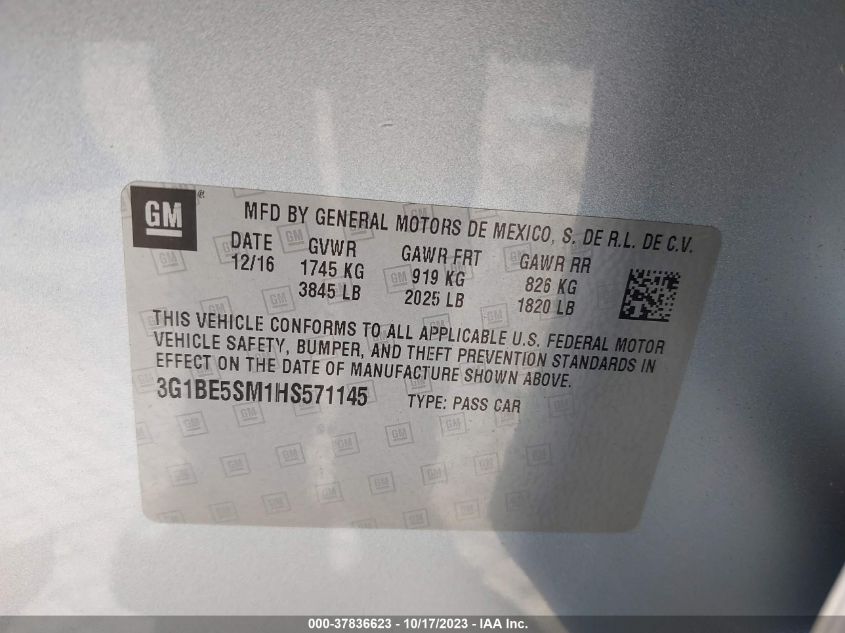 GM ®
MFD BY GENERAL MOTORS DE MEXICO, S. DE R.L. DE C.V.
DATE GVWR GAWR FRT GAWR RR
12/16 1745 KG 919 KG 826 KG
3845 LB 2025 LB 1820 LB
THIS VEHICLE CONFORMS TO ALL APPLICABLE U.S. FEDERAL MOTOR
VEHICLE SAFETY, BUMPER, AND THEFT PREVENTION STANDARDS IN
EFFECT ON THE DATE OF MANUFACTURE SHOWN ABOVE.
3G1BE5SM1HS571145 TYPE: PASS CAR
000-37836623 - 10/17/2023 - IAA Inc.